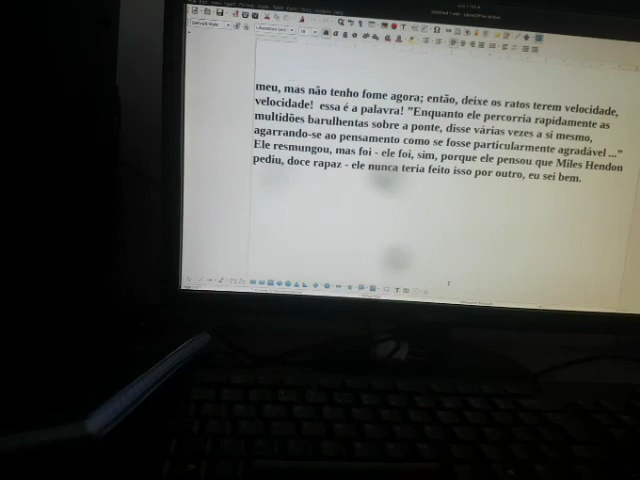 meu, mas não tenho fome agora; então, deixe os ratos terem velocidade,
velocidade! essa é a palavra! "Enquanto ele percorria rapidamente as
multidões barulhentas sobre a ponte, disse várias vezes a si mesmo,
agarrando-se ao pensamento como se fosse particularmente agradável ..."
Ele resmungou, mas foi - ele foi, sim, porque ele pensou que Miles Hendon
pediu, doce rapaz - ele nunca teria feito isso por outro, eu sei bem.